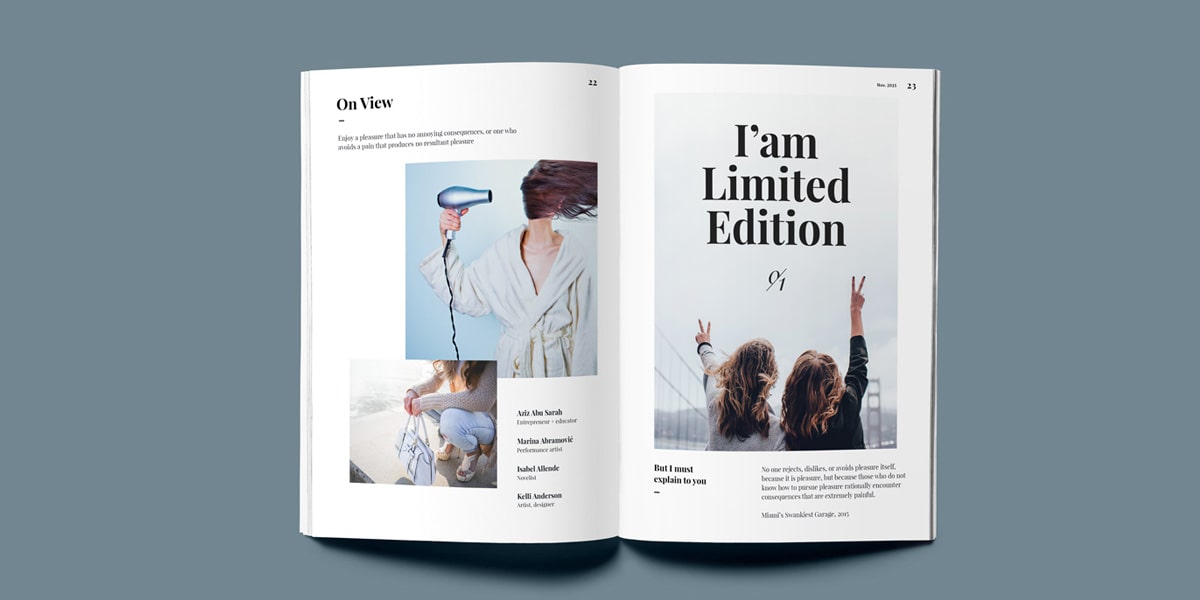 22
On View
Enjoy a pleasure that has no annoying consequences, or one who
avoids a pain that produces no resultant pleasure
Aziz Abu Sarah
Entrepreneur + educator
Marina Abramović
Performance artist
Isabel Allende
Novelist
Kelli Anderson
Artist, designer
Nov. 2025 23
I’am
Limited
Edition
0/1
But I must
explain to you
No one rejects, dislikes, or avoids pleasure itself,
because it is pleasure, but because those who do not
know how to pursue pleasure rationally encounter
consequences that are extremely painful.
Miami's Swankiest Garage, 2015